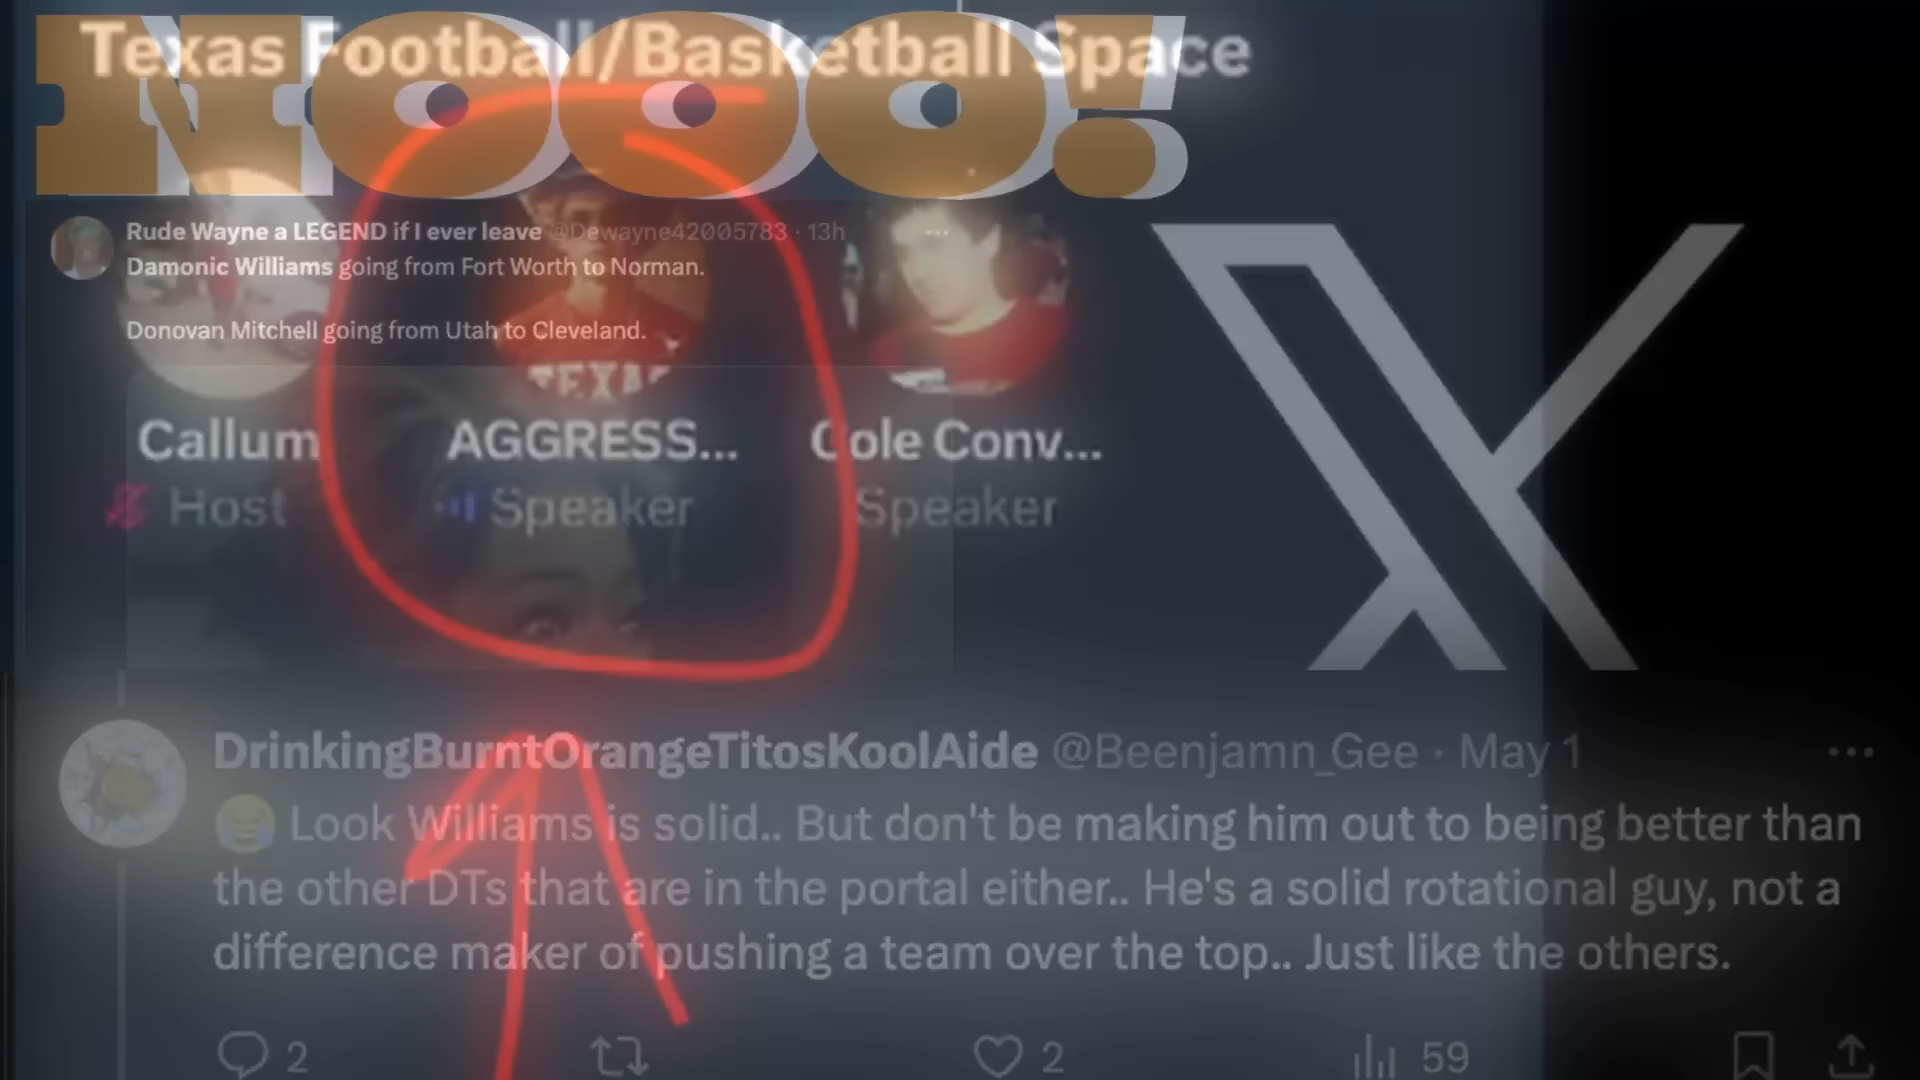 Texas Football/Basketball Space
NOOO!
Rude Wayne a LEGEND if I ever leave @Dewayne42005783 · 13h
Damonic Williams going from Fort Worth to Norman.
Donovan Mitchell going from Utah to Cleveland.
TEXAS
Callum AGGRESS... Cole Conv...
Host Speaker Speaker
DrinkingBurntOrangeTitosKoolAide @Beenjamn_Gee · May 1
😂 Look Williams is solid.. But don't be making him out to being better than
the other DTs that are in the portal either.. He's a solid rotational guy, not a
difference maker of pushing a team over the top.. Just like the others.
2 2 59